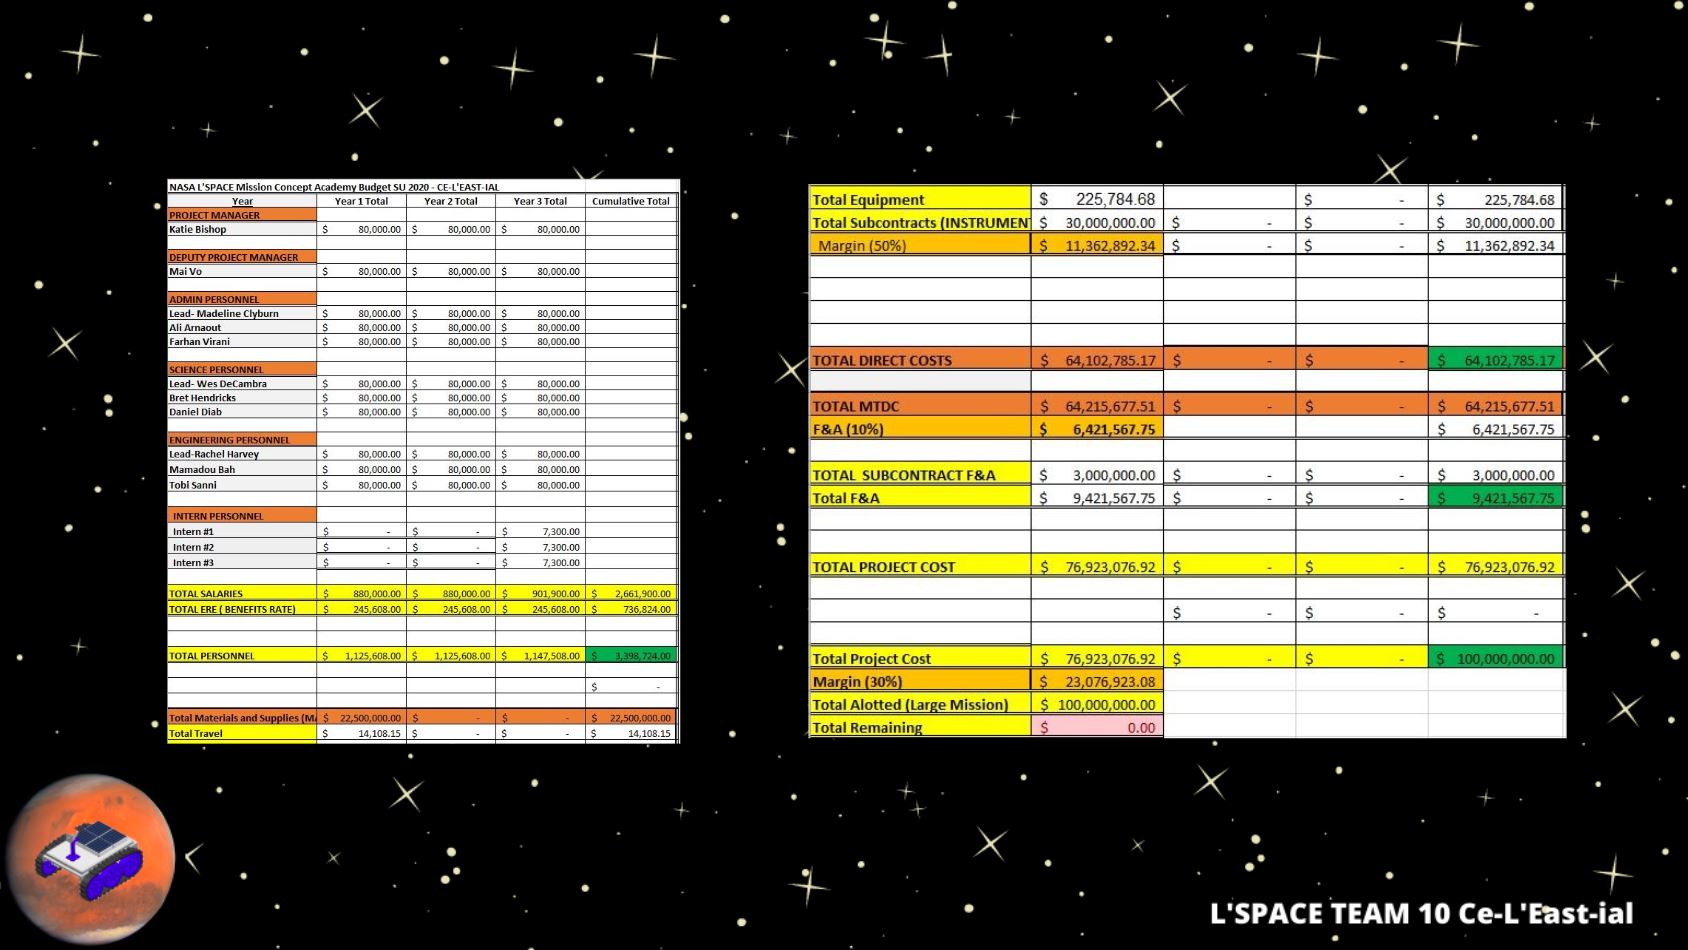 NASA L'SPACE Mission Concept Academy Budget SU 2020 - CE-L'EAST-IAL
Year Year 1 Total Year 2 Total Year 3 Total Cumulative Total
PROJECT MANAGER
Katie Bishop $ 80,000.00 $ 80,000.00 $ 80,000.00
DEPUTY PROJECT MANAGER
Mai Vo $ 80,000.00 $ 80,000.00 $ 80,000.00
ADMIN PERSONNEL
Lead- Madeline Clyburn $ 80,000.00 $ 80,000.00 $ 80,000.00
Ali Arnaout $ 80,000.00 $ 80,000.00 $ 80,000.00
Farhan Virani $ 80,000.00 $ 80,000.00 $ 80,000.00
SCIENCE PERSONNEL
Lead- Wes DeCambra $ 80,000.00 $ 80,000.00 $ 80,000.00
Bret Hendricks $ 80,000.00 $ 80,000.00 $ 80,000.00
Daniel Diab $ 80,000.00 $ 80,000.00 $ 80,000.00
ENGINEERING PERSONNEL
Lead-Rachel Harvey $ 80,000.00 $ 80,000.00 $ 80,000.00
Mamadou Bah $ 80,000.00 $ 80,000.00 $ 80,000.00
Tobi Sanni $ 80,000.00 $ 80,000.00 $ 80,000.00
INTERN PERSONNEL
Intern #1 $ - $ - $ 7,300.00
Intern #2 $ - $ - $ 7,300.00
Intern #3 $ - $ - $ 7,300.00
TOTAL SALARIES $ 880,000.00 $ 880,000.00 $ 901,900.00 $ 2,661,900.00
TOTAL ERE ( BENEFITS RATE) $ 245,608.00 $ 245,608.00 $ 245,608.00 $ 736,824.00
TOTAL PERSONNEL $ 1,125,608.00 $ 1,125,608.00 $ 1,147,508.00 $ 3,398,724.00
$ -
Total Materials and Supplies (MA $ 22,500,000.00 $ - $ - $ 22,500,000.00
Total Travel $ 14,108.15 $ - $ - $ 14,108.15
Total Equipment $ 225,784.68 $ - $ 225,784.68
Total Subcontracts (INSTRUMENT $ 30,000,000.00 $ - $ - $ 30,000,000.00
Margin (50%) $ 11,362,892.34 $ - $ - $ 11,362,892.34
TOTAL DIRECT COSTS $ 64,102,785.17 $ - $ - $ 64,102,785.17
TOTAL MTDC $ 64,215,677.51 $ - $ - $ 64,215,677.51
F&A (10%) $ 6,421,567.75 $ 6,421,567.75
TOTAL SUBCONTRACT F&A $ 3,000,000.00 $ - $ - $ 3,000,000.00
Total F&A $ 9,421,567.75 $ - $ - $ 9,421,567.75
TOTAL PROJECT COST $ 76,923,076.92 $ - $ - $ 76,923,076.92
$ - $ - $ -
Total Project Cost $ 76,923,076.92 $ - $ - $ 100,000,000.00
Margin (30%) $ 23,076,923.08
Total Alotted (Large Mission) $ 100,000,000.00
Total Remaining $ 0.00
L'SPACE TEAM 10 Ce-L'East-ial